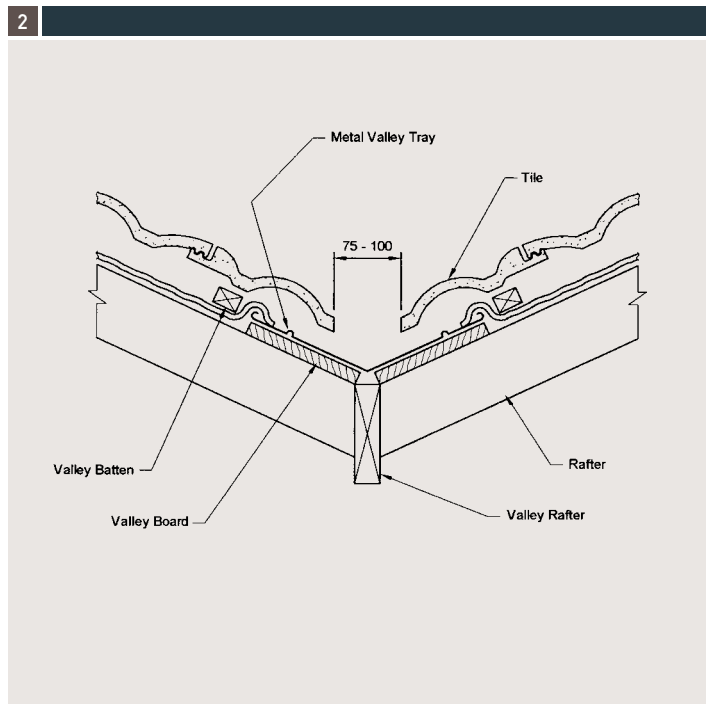 2
Metal Valley Tray
Tile
75 - 100
Valley Batten
Rafter
Valley Board
Valley Rafter